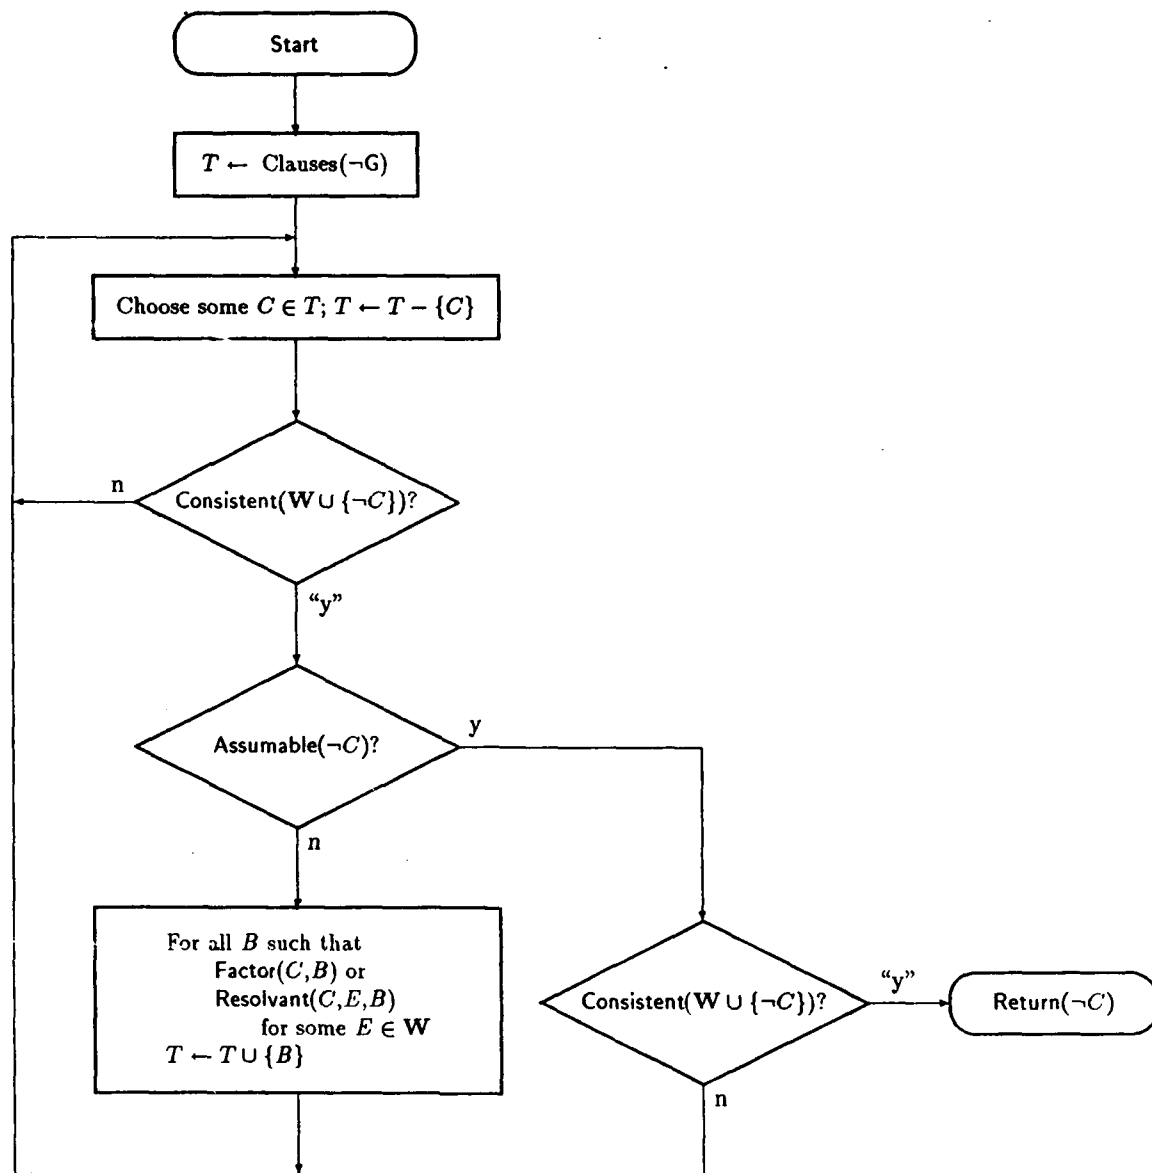 Start
T ← Clauses(¬G)
Choose some C ∈ T; T ← T − {C}
n
Consistent(W ∪ {¬C})?
“y”
y
Assumable(¬C)?
n
For all B such that
Factor(C,B) or
Resolvant(C,E,B)
for some E ∈ W
T ← T ∪ {B}
Consistent(W ∪ {¬C})?
“y”
Return(¬C)
n